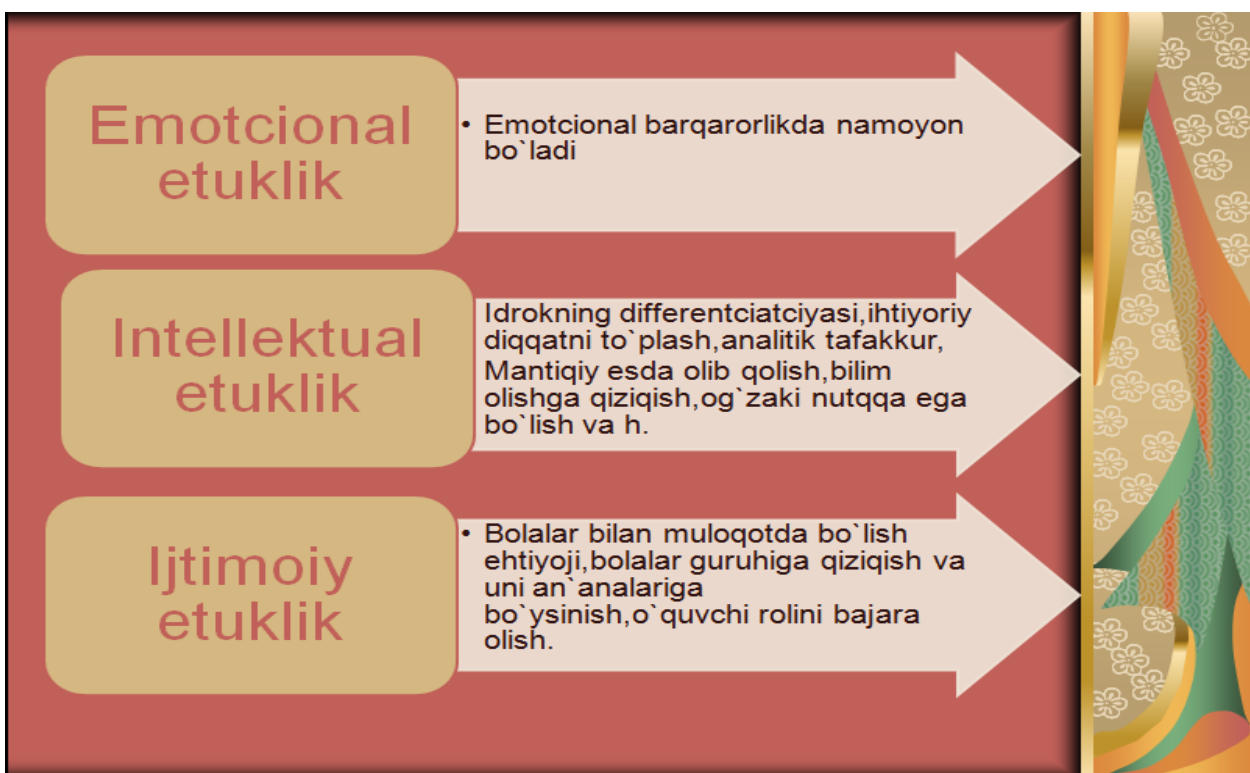 Emotcional
etuklik
• Emotcional barqarorlikda namoyon
bo`ladi
Intellektual
etuklik
Idrokning differentciatciyasi,ihtiyoriy
diqqatni to`plash,analitik tafakkur,
Mantiqiy esda olib qolish,bilim
olishga qiziqish,og`zaki nutqqa ega
bo`lish va h.
Ijtimoiy
etuklik
• Bolalar bilan muloqotda bo`lish
ehtiyoji,bolalar guruhiga qiziqish va
uni an`analariga
bo`ysinish,o`quvchi rolini bajara
olish.